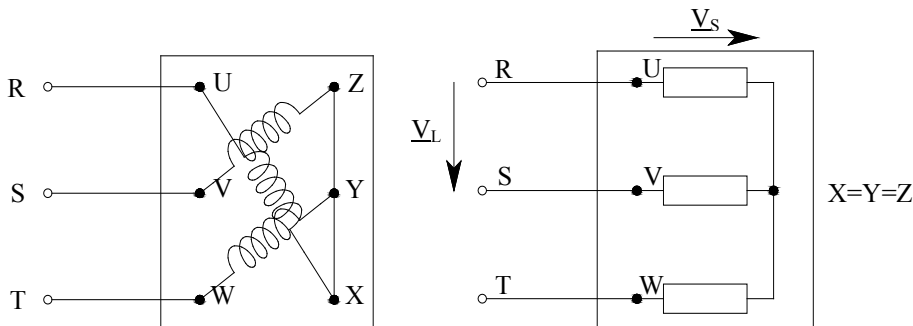 V_S
R U Z R U
V_L
S V Y S V X=Y=Z
T W X T W